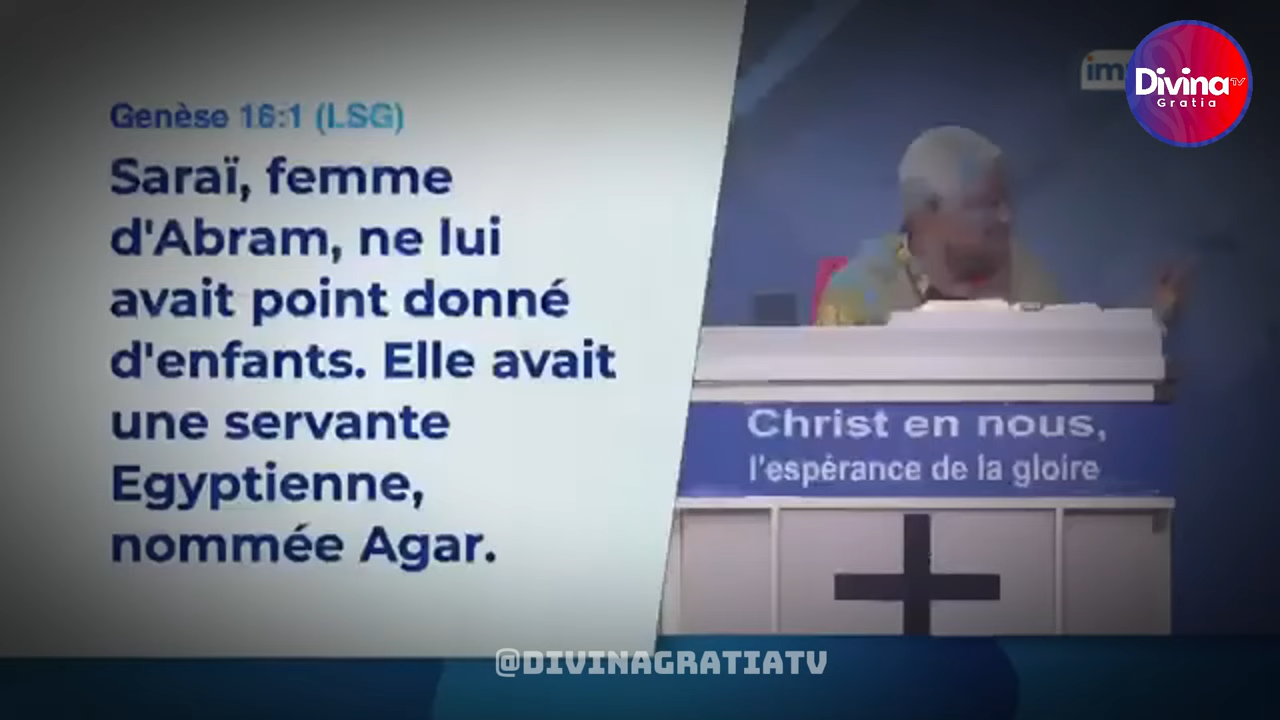 Genèse 16:1 (LSG)
Saraï, femme
d'Abram, ne lui
avait point donné
d'enfants. Elle avait
une servante
Egyptienne,
nommée Agar.
Divina TV
Gratia
Christ en nous,
l'espérance de la gloire
@DIVINAGRATIATV